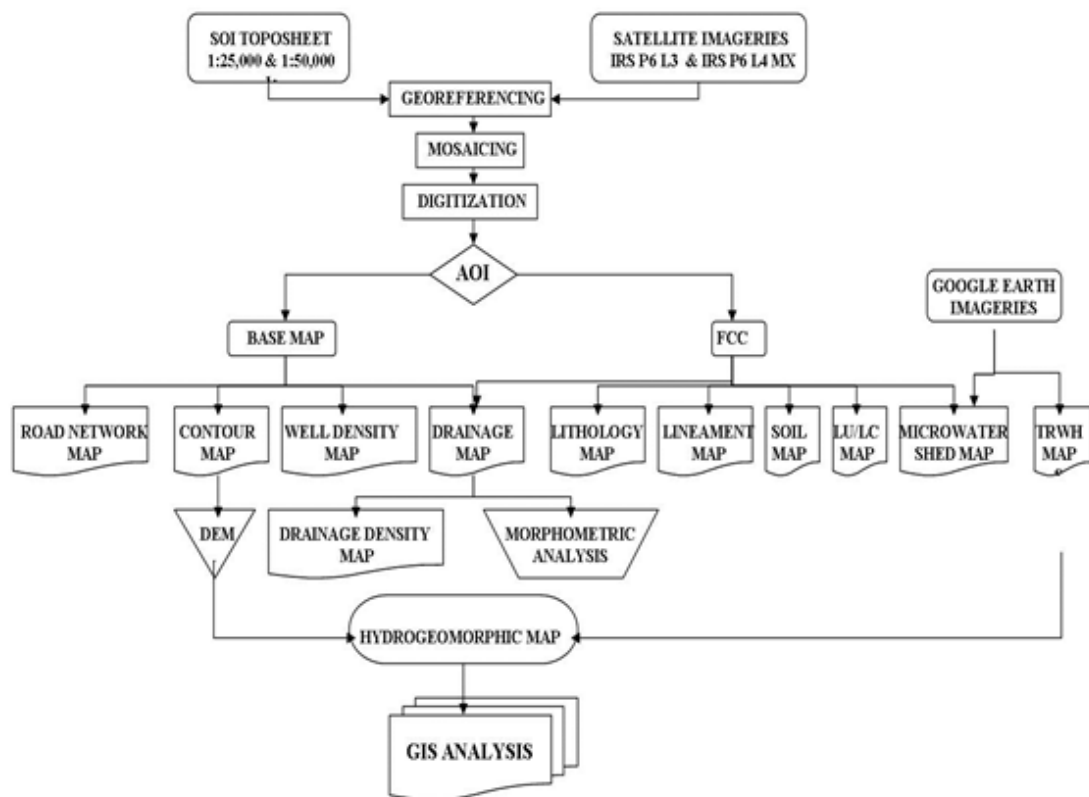 SOI TOPOSHEET
1:25,000 & 1:50,000
SATELLITE IMAGERIES
IRS P6 L3 & IRS P6 L4 MX
GEOREFERENCING
MOSAICING
DIGITIZATION
AOI
GOOGLE EARTH
IMAGERIES
BASE MAP
FCC
ROAD NETWORK
MAP
CONTOUR
MAP
WELL DENSITY
MAP
DRAINAGE
MAP
LITHOLOGY
MAP
LINEAMENT
MAP
SOIL
MAP
LU/LC
MAP
MICROWATER
SHED MAP
TRWH
MAP
DEM
DRAINAGE DENSITY
MAP
MORPHOMETRIC
ANALYSIS
HYDROGEOMORPHIC MAP
GIS ANALYSIS